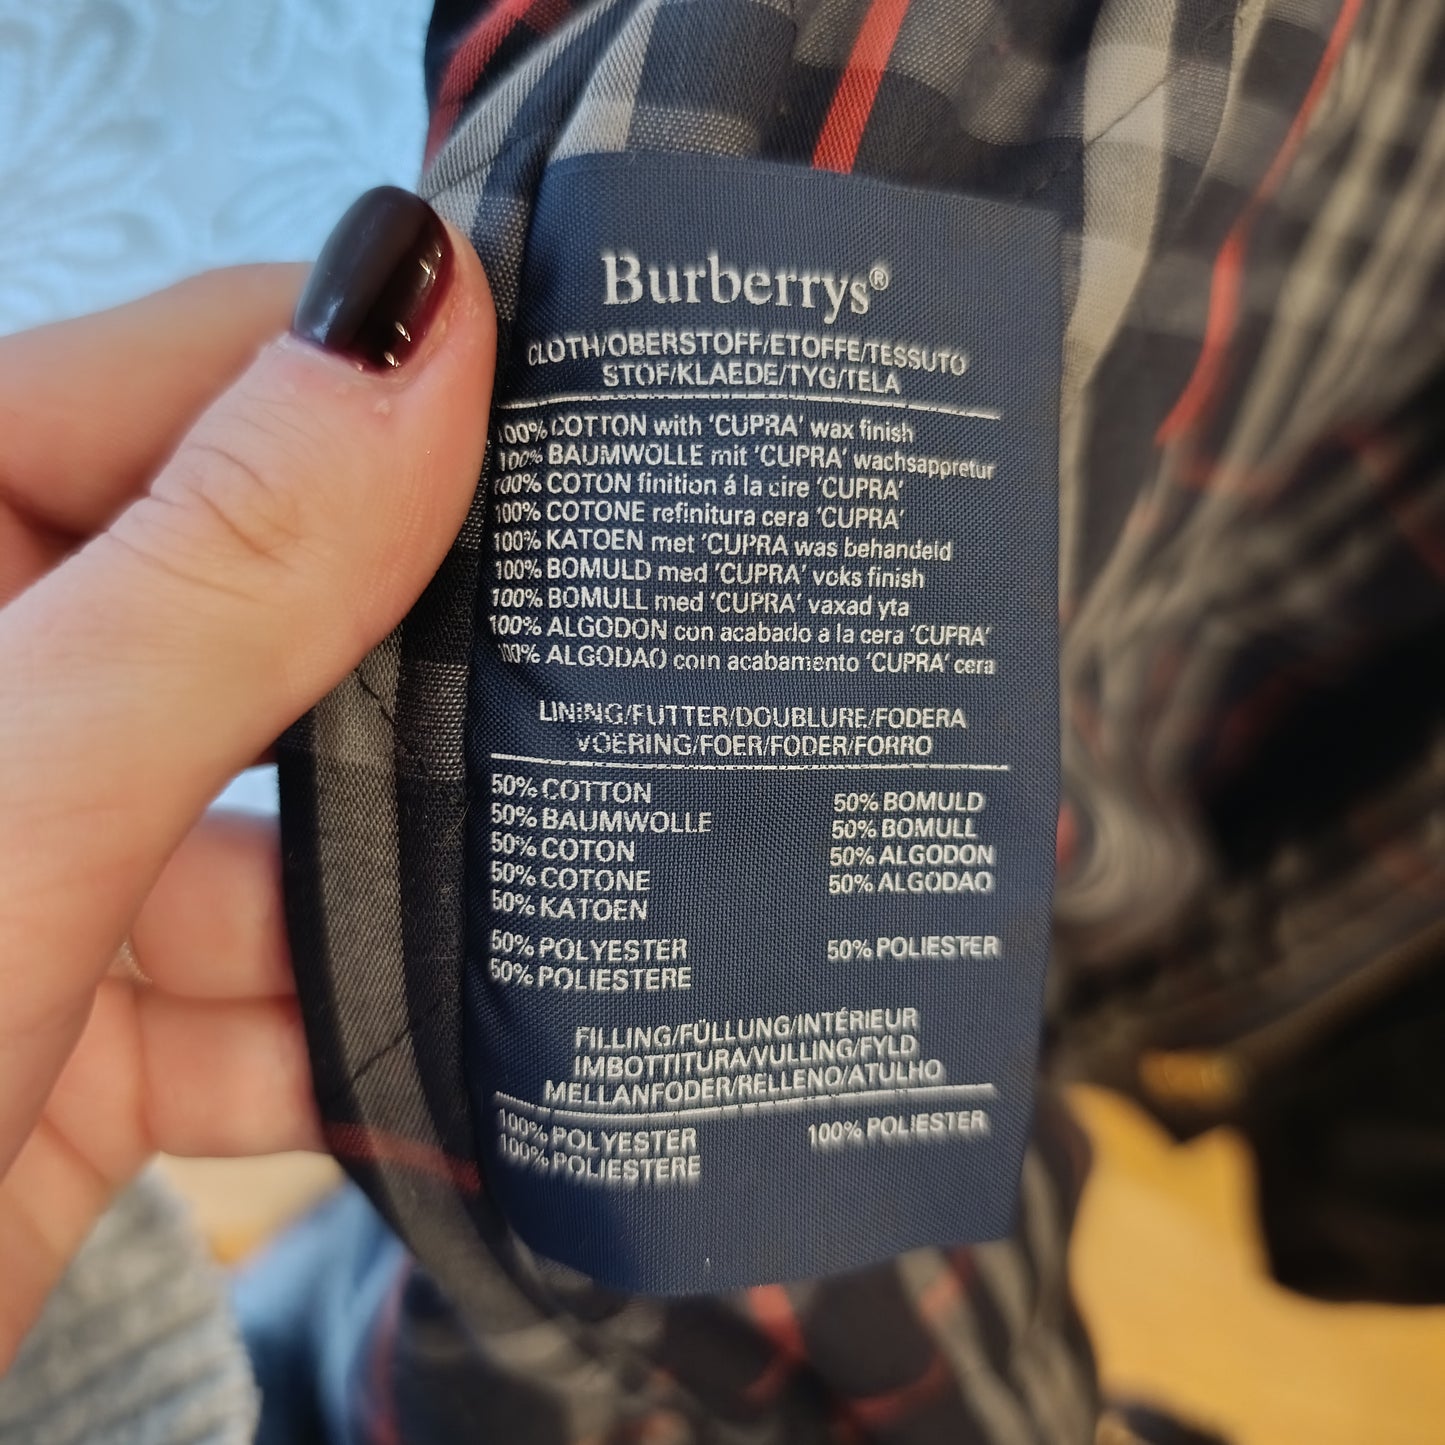 Burberrys®
CLOTH/OBERSTOFF/ETOFFE/TESSUTO
STOF/KLAEDE/TYG/TELA
100% COTTON with 'CUPRA' wax finish
100% BAUMWOLLE mit 'CUPRA' wachsappretur
100% COTON finition á la cire 'CUPRA'
100% COTONE refinitura cera 'CUPRA'
100% KATOEN met 'CUPRA was behandeld
100% BOMULD med 'CUPRA' voks finish
100% BOMULL med 'CUPRA' vaxad yta
100% ALGODON con acabado a la cera 'CUPRA'
100% ALGODAO com acabamento 'CUPRA' cera
LINING/FUTTER/DOUBLURE/FODERA
VOERING/FOER/FODER/FORRO
50% COTTON
50% BAUMWOLLE
50% COTON
50% COTONE
50% KATOEN
50% BOMULD
50% BOMULL
50% ALGODON
50% ALGODAO
50% POLYESTER
50% POLIESTERE
50% POLIESTER
FILLING/FÜLLUNG/INTÉRIEUR
IMBOTTITURA/VULLING/FYLD
MELLANFODER/RELLENO/ATULHO
100% POLYESTER
100% POLIESTERE
100% POLIESTER